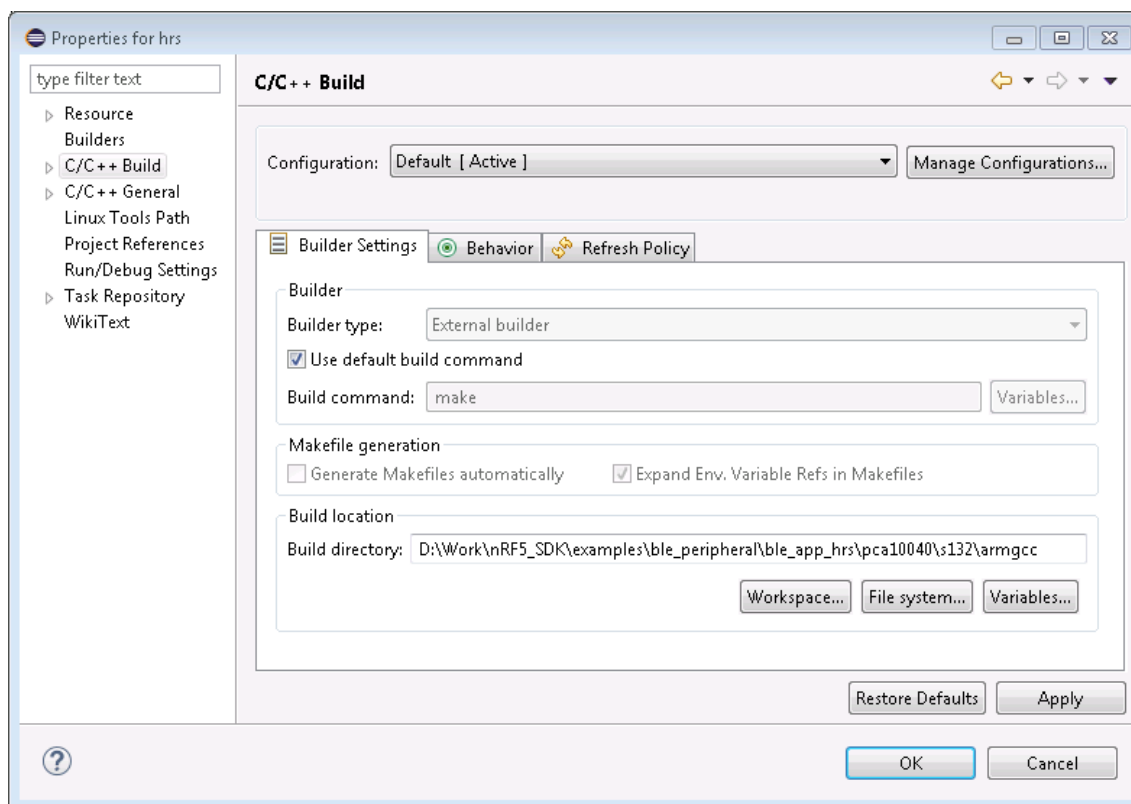 Properties for hrs
type filter text
Resource
Builders
C/C++ Build
C/C++ General
Linux Tools Path
Project References
Run/Debug Settings
Task Repository
WikiText
C/C++ Build
Configuration: Default [ Active ] Manage Configurations...
Builder Settings Behavior Refresh Policy
Builder
Builder type: External builder
Use default build command
Build command: make Variables...
Makefile generation
Generate Makefiles automatically Expand Env. Variable Refs in Makefiles
Build location
Build directory: D:\Work\nRF5_SDK\examples\ble_peripheral\ble_app_hrs\pca10040\s132\armgcc
Workspace... File system... Variables...
Restore Defaults Apply
? OK Cancel